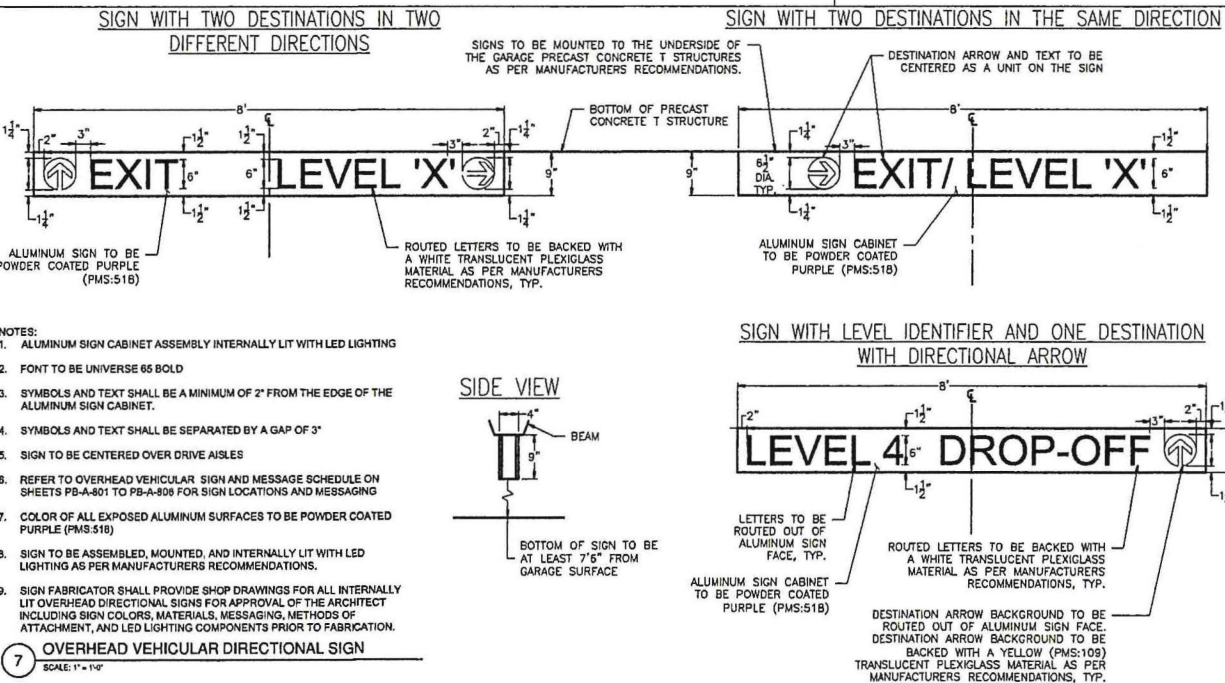 SIGN WITH TWO DESTINATIONS IN TWO
DIFFERENT DIRECTIONS
8'
℄
1¼"
2"
3"
1½"
1½"
3"
2"
1¼"
EXIT
6"
6"
LEVEL 'X'
9"
1¼"
1½"
1½"
1¼"
ALUMINUM SIGN TO BE
POWDER COATED PURPLE
(PMS:518)
ROUTED LETTERS TO BE BACKED WITH
A WHITE TRANSLUCENT PLEXIGLASS
MATERIAL AS PER MANUFACTURERS
RECOMMENDATIONS, TYP.
SIGNS TO BE MOUNTED TO THE UNDERSIDE OF
THE GARAGE PRECAST CONCRETE T STRUCTURES
AS PER MANUFACTURERS RECOMMENDATIONS.
BOTTOM OF PRECAST
CONCRETE T STRUCTURE
SIGN WITH TWO DESTINATIONS IN THE SAME DIRECTION
DESTINATION ARROW AND TEXT TO BE
CENTERED AS A UNIT ON THE SIGN
8'
℄
1¼"
3"
1½"
9"
6½"
DIA.
TYP.
EXIT/ LEVEL 'X'
6"
1¼"
1½"
ALUMINUM SIGN CABINET
TO BE POWDER COATED
PURPLE (PMS:518)
NOTES:
1. ALUMINUM SIGN CABINET ASSEMBLY INTERNALLY LIT WITH LED LIGHTING
2. FONT TO BE UNIVERSE 65 BOLD
3. SYMBOLS AND TEXT SHALL BE A MINIMUM OF 2" FROM THE EDGE OF THE
ALUMINUM SIGN CABINET.
4. SYMBOLS AND TEXT SHALL BE SEPARATED BY A GAP OF 3"
5. SIGN TO BE CENTERED OVER DRIVE AISLES
6. REFER TO OVERHEAD VEHICULAR SIGN AND MESSAGE SCHEDULE ON
SHEETS PB-A-801 TO PB-A-806 FOR SIGN LOCATIONS AND MESSAGING
7. COLOR OF ALL EXPOSED ALUMINUM SURFACES TO BE POWDER COATED
PURPLE (PMS:518)
8. SIGN TO BE ASSEMBLED, MOUNTED, AND INTERNALLY LIT WITH LED
LIGHTING AS PER MANUFACTURERS RECOMMENDATIONS.
9. SIGN FABRICATOR SHALL PROVIDE SHOP DRAWINGS FOR ALL INTERNALLY
LIT OVERHEAD DIRECTIONAL SIGNS FOR APPROVAL OF THE ARCHITECT
INCLUDING SIGN COLORS, MATERIALS, MESSAGING, METHODS OF
ATTACHMENT, AND LED LIGHTING COMPONENTS PRIOR TO FABRICATION.
7 OVERHEAD VEHICULAR DIRECTIONAL SIGN
SCALE: 1" = 1'-0"
SIDE VIEW
4"
BEAM
9"
BOTTOM OF SIGN TO BE
AT LEAST 7'6" FROM
GARAGE SURFACE
SIGN WITH LEVEL IDENTIFIER AND ONE DESTINATION
WITH DIRECTIONAL ARROW
8'
℄
2"
1½"
3"
2"
LEVEL 4
6"
DROP-OFF
1½"
LETTERS TO BE
ROUTED OUT OF
ALUMINUM SIGN
FACE, TYP.
ALUMINUM SIGN CABINET
TO BE POWDER COATED
PURPLE (PMS:518)
ROUTED LETTERS TO BE BACKED WITH
A WHITE TRANSLUCENT PLEXIGLASS
MATERIAL AS PER MANUFACTURERS
RECOMMENDATIONS, TYP.
DESTINATION ARROW BACKGROUND TO BE
ROUTED OUT OF ALUMINUM SIGN FACE.
DESTINATION ARROW BACKGROUND TO BE
BACKED WITH A YELLOW (PMS:109)
TRANSLUCENT PLEXIGLASS MATERIAL AS PER
MANUFACTURERS RECOMMENDATIONS, TYP.